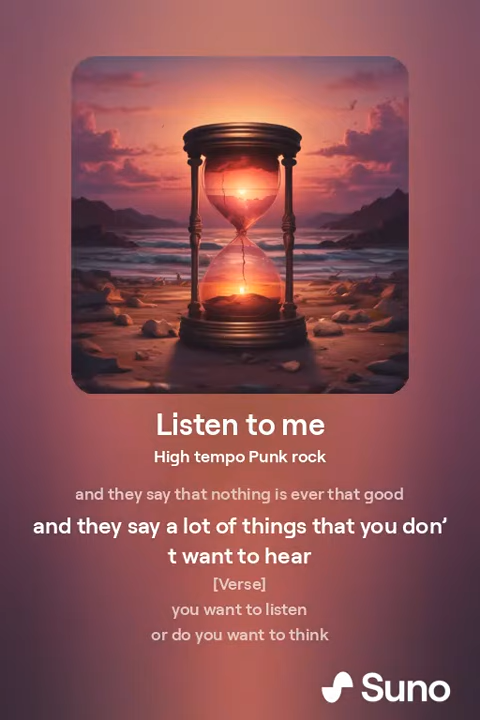 Listen to me
High tempo Punk rock
and they say that nothing is ever that good
and they say a lot of things that you don’
t want to hear
[Verse]
you want to listen
or do you want to think
Suno